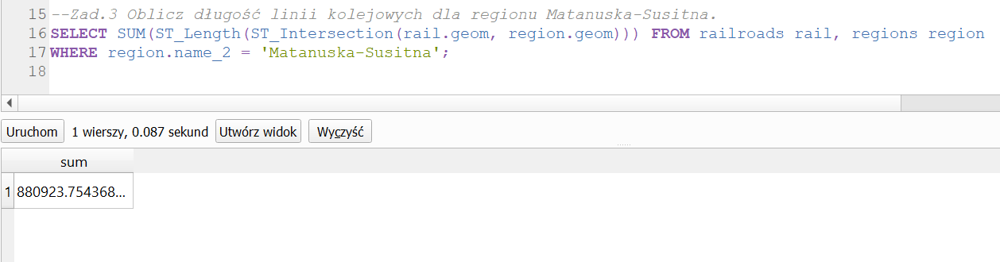 15 --Zad.3 Oblicz długość linii kolejowych dla regionu Matanuska-Susitna.
16 SELECT SUM(ST_Length(ST_Intersection(rail.geom, region.geom))) FROM railroads rail, regions region
17 WHERE region.name_2 = 'Matanuska-Susitna';
18
Uruchom 1 wierszy, 0.087 sekund Utwórz widok Wyczyść
sum
1 880923.754368...